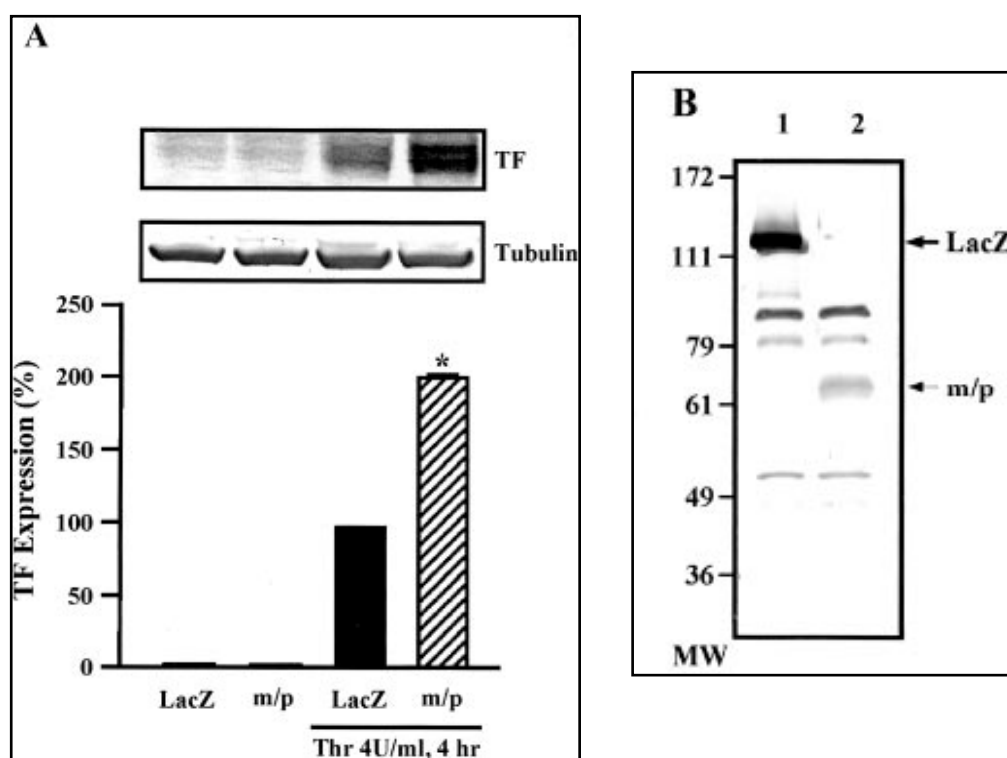 A
TF
Tubulin
250
200
150
100
50
0
*
TF Expression (%)
LacZ m/p LacZ m/p
Thr 4U/ml, 4 hr
B
1 2
172
111
79
61
49
36
MW
LacZ
m/p